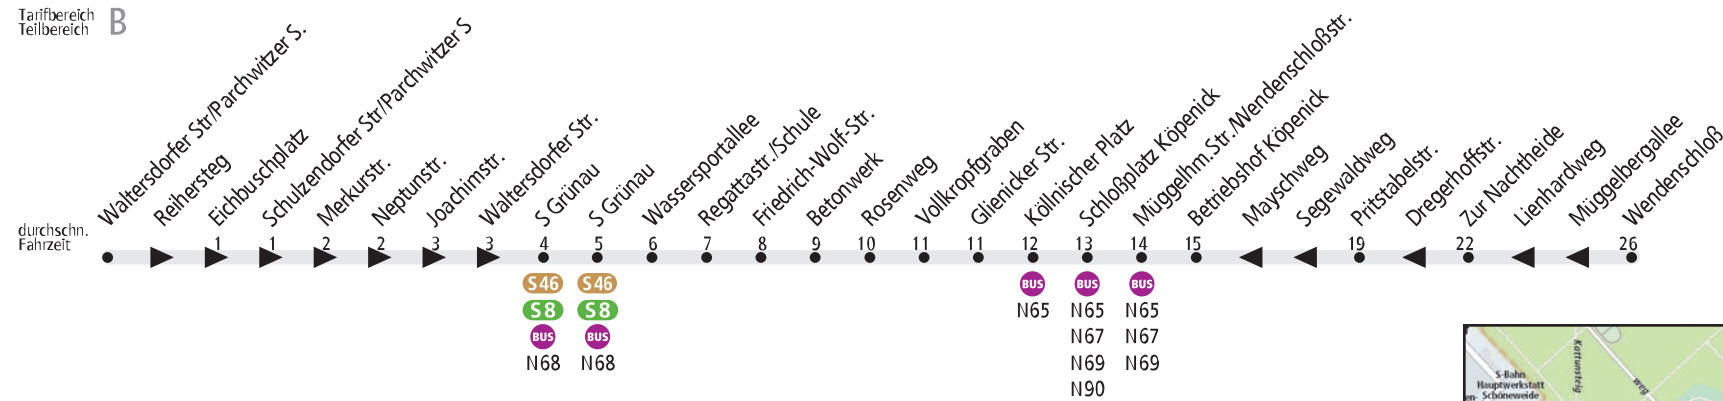 Tarifbereich
Teilbereich B
Waltersdorfer Str/Parchwitzer S.
Reihersteg
Eichbuschplatz
Schulzendorfer Str/Parchwitzer S
Merkurstr.
Neptunstr.
Joachimstr.
Waltersdorfer Str.
S Grünau
S Grünau
Wassersportallee
Regattastr./Schule
Friedrich-Wolf-Str.
Betonwerk
Rosenweg
Vollkropfgraben
Glienicker Str.
Köllnischer Platz
Schloßplatz Köpenick
Müggelhm.Str./Wendenschloßstr.
Betriebshof Köpenick
Mayschweg
Segewaldweg
Pritstabelstr.
Dregerhoffstr.
Zur Nachtheide
Lienhardweg
Müggelbergallee
Wendenschloß
durchschn.
Fahrzeit 1 1 2 2 3 3 4 5 6 7 8 9 10 11 11 12 13 14 15 19 22 26
S46 S46 BUS BUS BUS
S8 S8 N65 N65 N65
BUS BUS N67 N67
N68 N68 N69 N69
N90
Kattunsteig
weg
S-Bahn
Hauptwerkstatt
en- Schöneweide